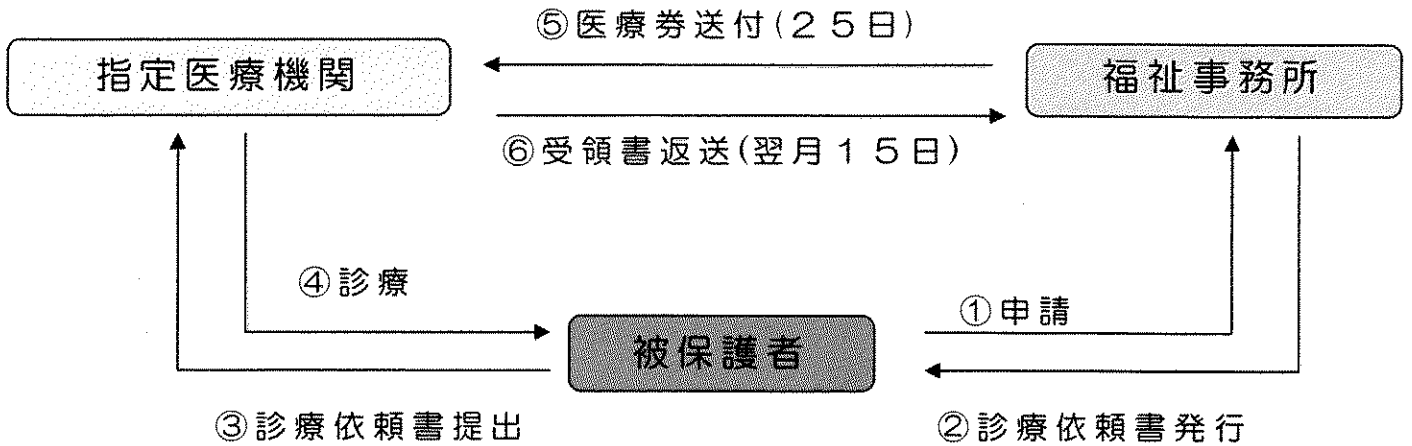 ⑤医療券送付(25日)
指定医療機関
福祉事務所
⑥受領書返送(翌月15日)
④診療
①申請
被保護者
③診療依頼書提出
②診療依頼書発行